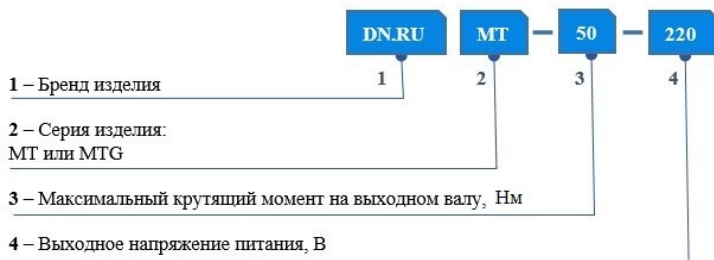 DN.RU MT – 50 – 220
1 2 3 4
1 – Бренд изделия
2 – Серия изделия:
МТ или MTG
3 – Максимальный крутящий момент на выходном валу, Нм
4 – Выходное напряжение питания, В